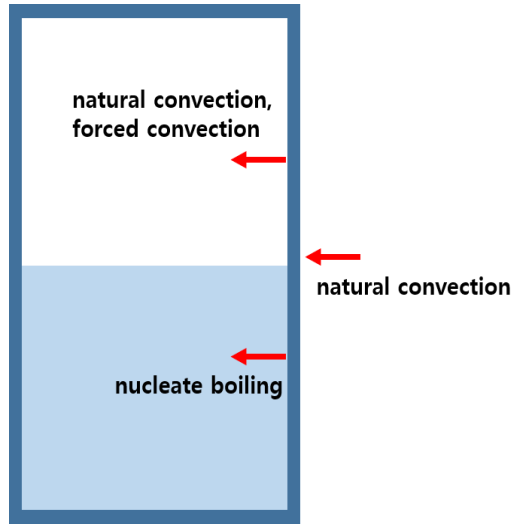 natural convection,
forced convection
natural convection
nucleate boiling